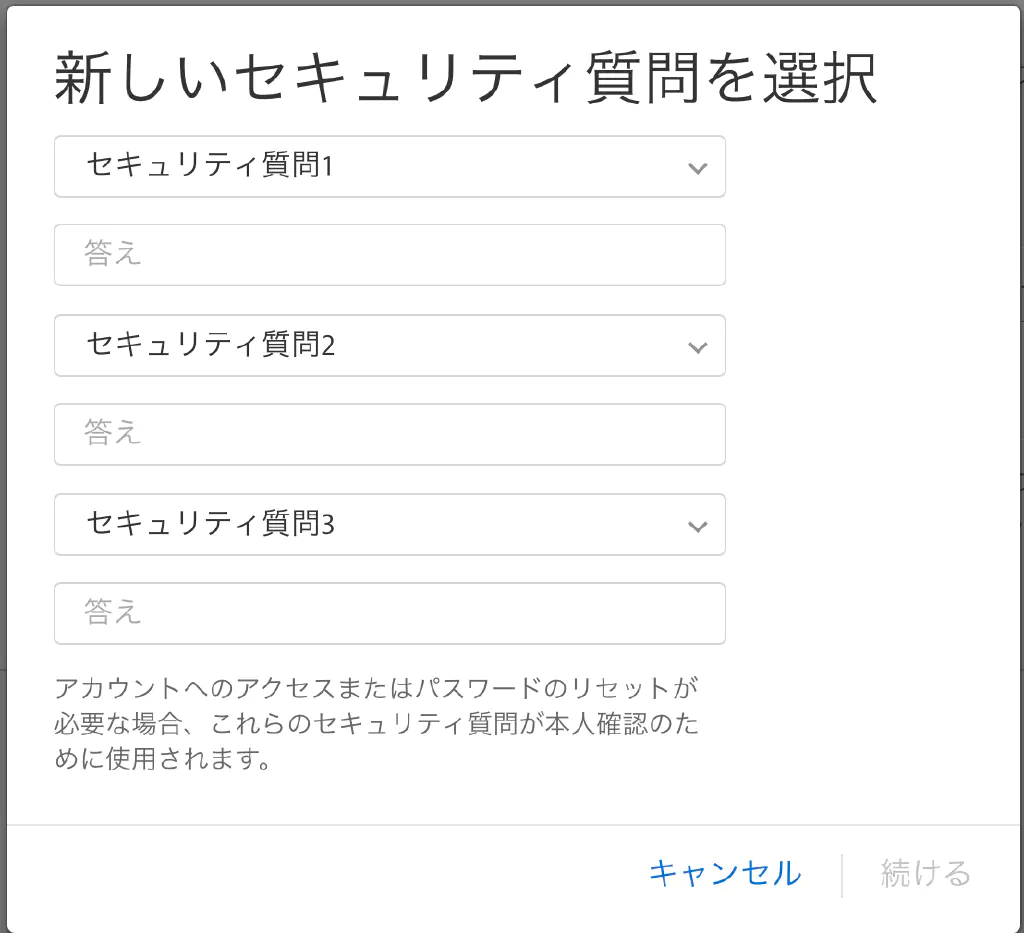 新しいセキュリティ質問を選択
セキュリティ質問1
答え
セキュリティ質問2
答え
セキュリティ質問3
答え
アカウントへのアクセスまたはパスワードのリセットが
必要な場合、これらのセキュリティ質問が本人確認のた
めに使用されます。
キャンセル
続ける